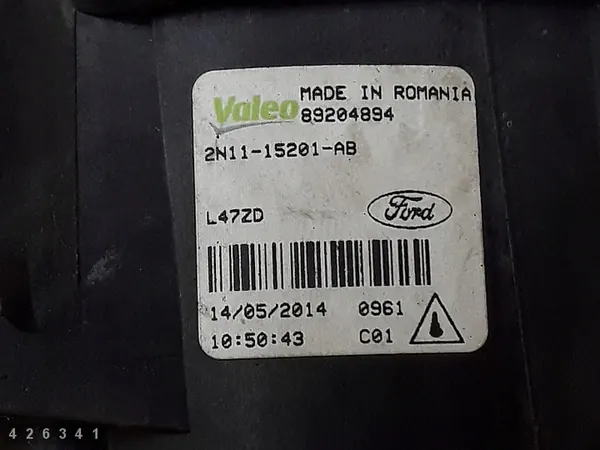 Valeo MADE IN ROMANIA
89204894
2N11-15201-AB
L47ZD Ford
14/05/2014 0961
10:50:43 C01
426341